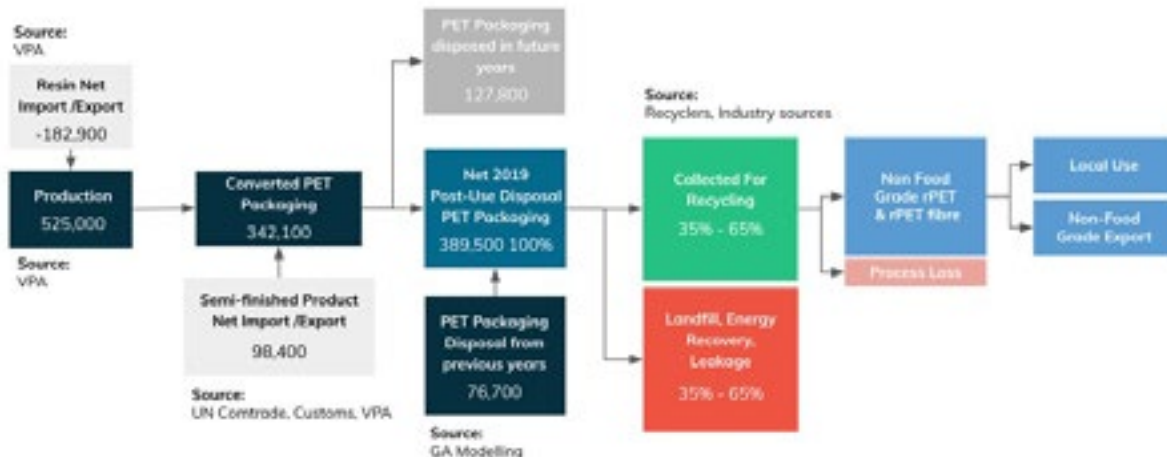 Source:
VPA
Resin Net
Import /Export
-182,900
Production
525,000
Source:
VPA
Converted PET
Packaging
342,100
Semi-finished Product
Net Import /Export
98,400
Source:
UN Comtrade, Customs, VPA
PET Packaging
disposed in future
years
127,800
Net 2019
Post-Use Disposal
PET Packaging
389,500 100%
PET Packaging
Disposal from
previous years
76,700
Source:
GA Modelling
Source:
Recyclers, Industry sources
Collected For
Recycling
35% - 65%
Landfill, Energy
Recovery,
Leakage
35% - 65%
Non Food
Grade rPET
& rPET fibre
Process Loss
Local Use
Non-Food
Grade Export